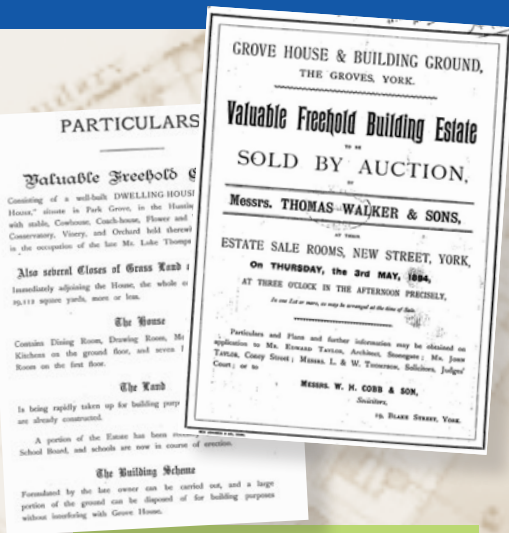 PARTICULARS
Valuable Freehold
Consisting of a well-built DWELLING HOUS
House," situate in Park Grove, in the
with stable, Cowhouse, Coach-house, Flower and
Conservatory, Vinery, and Orchard held
in the occupation of the late Mr. Luke
Also several Closes of Grass Land
Immediately adjoining the House, the whole
19,112 square yards, more or less.
The House
Contains Dining Room, Drawing Room,
Kitchens on the ground floor, and seven
Room on the first floor.
The Land
Is being rapidly taken up for building
are already constructed.
A portion of the Estate has been
School Board, and schools are now in course of erection.
The Building Scheme
Formulated by the late owner can be carried out, and a large
portion of the ground can be disposed of for building purposes
without interfering with Grove House.
GROVE HOUSE & BUILDING GROUND,
THE GROVES, YORK.
Valuable Freehold Building Estate
TO BE
SOLD BY AUCTION,
BY
Messrs. THOMAS WALKER & SONS,
AT THEIR
ESTATE SALE ROOMS, NEW STREET, YORK,
On THURSDAY, the 3rd MAY, 1894,
AT THREE O'CLOCK IN THE AFTERNOON PRECISELY,
In one Lot or more, as may be arranged at the time of Sale.
Particulars and Plans and further information may be obtained on
application to Mr. EDWARD TAYLOR, Architect, Stonegate; Mr. JOHN
TAYLOR, Coney Street; MESSRS. L. & W. THOMPSON, Solicitors, Judges'
Court; or to
MESSRS. W. H. COBB & SON,
Solicitors,
19, BLAKE STREET, YORK.